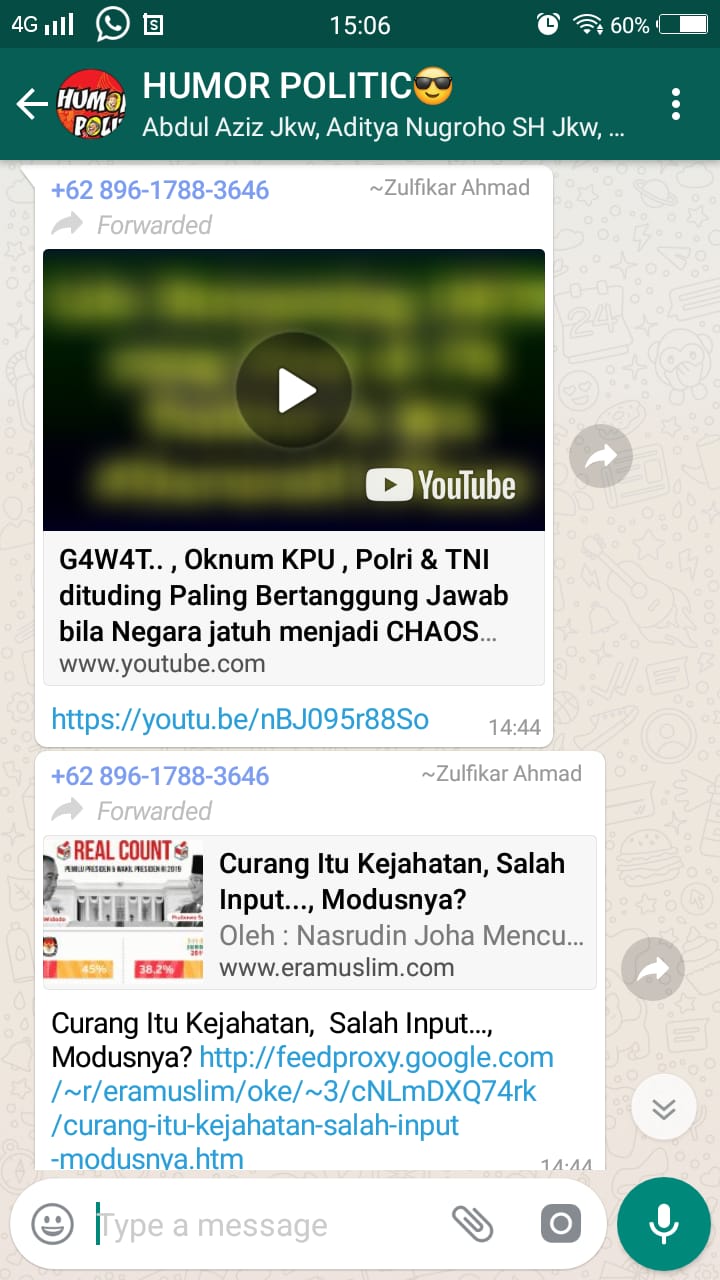 4G
15:06
60%
HUMOR POLITIC😎
Abdul Aziz Jkw, Aditya Nugroho SH Jkw, ...
HUMO
POLI
+62 896-1788-3646
~Zulfikar Ahmad
Forwarded
YouTube
G4W4T.. , Oknum KPU , Polri & TNI
dituding Paling Bertanggung Jawab
bila Negara jatuh menjadi CHAOS...
www.youtube.com
https://youtu.be/nBJ095r88So
14:44
+62 896-1788-3646
~Zulfikar Ahmad
Forwarded
REAL COUNT
PEMILU PRESIDEN & WAKIL PRESIDEN RI 2019
45%
38.2%
Curang Itu Kejahatan, Salah
Input..., Modusnya?
Oleh : Nasrudin Joha Mencu...
www.eramuslim.com
Curang Itu Kejahatan,  Salah Input...,
Modusnya? http://feedproxy.google.com
/~r/eramuslim/oke/~3/cNLmDXQ74rk
/curang-itu-kejahatan-salah-input
-modusnya.htm
14:44
Type a message